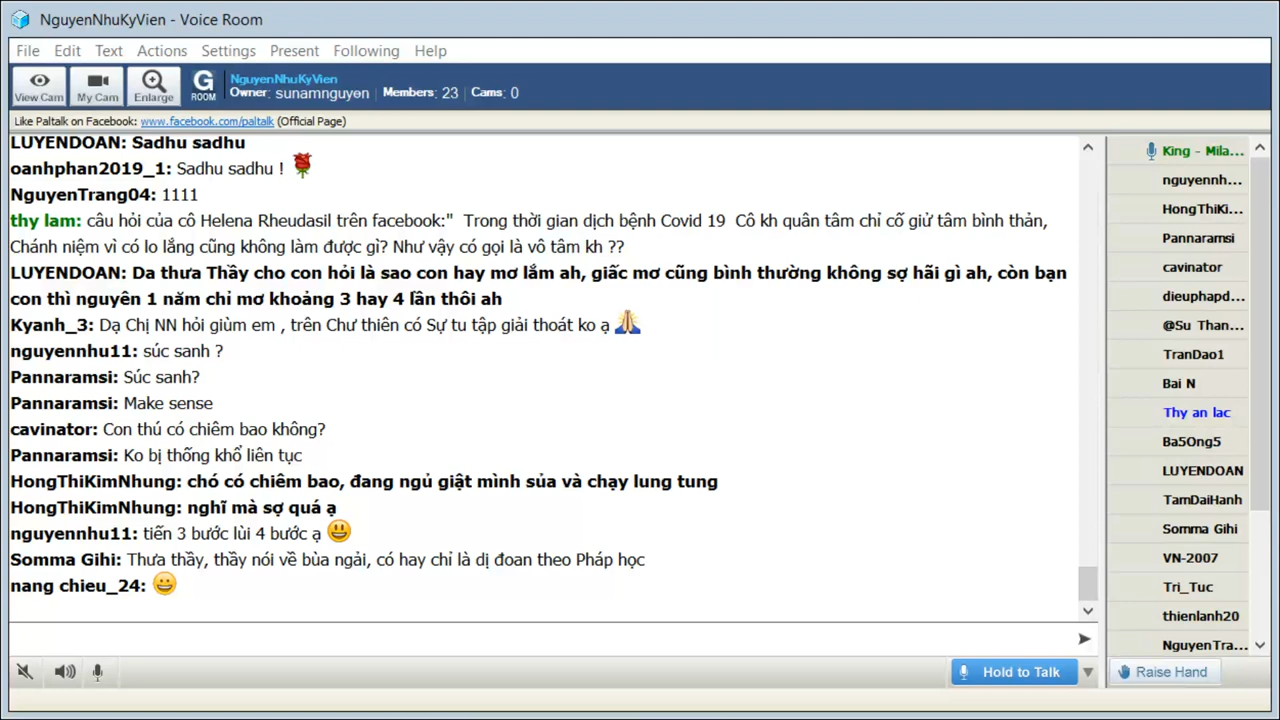 NguyenNhuKyVien - Voice Room
File Edit Text Actions Settings Present Following Help
View Cam
My Cam
Enlarge
G ROOM
NguyenNhuKyVien
Owner: sunamnguyen | Members: 23 | Cams: 0
Like Paltalk on Facebook: www.facebook.com/paltalk (Official Page)
LUYENDOAN: Sadhu sadhu
oanhphan2019_1: Sadhu sadhu !
NguyenTrang04: 1111
thy lam: câu hỏi của cô Helena Rheudasil trên facebook:" Trong thời gian dịch bệnh Covid 19 Cô kh quân tâm chỉ cố giử tâm bình thản,
Chánh niệm vì có lo lắng cũng không làm được gì? Như vậy có gọi là vô tâm kh ??
LUYENDOAN: Da thưa Thầy cho con hỏi là sao con hay mơ lắm ah, giấc mơ cũng bình thường không sợ hãi gì ah, còn bạn
con thì nguyên 1 năm chỉ mơ khoảng 3 hay 4 lần thôi ah
Kyanh_3: Dạ Chị NN hỏi giùm em , trên Chư thiên có Sự tu tập giải thoát ko ạ
nguyennhu11: súc sanh ?
Pannaramsi: Súc sanh?
Pannaramsi: Make sense
cavinator: Con thú có chiêm bao không?
Pannaramsi: Ko bị thống khổ liên tục
HongThiKimNhung: chó có chiêm bao, đang ngủ giật mình sủa và chạy lung tung
HongThiKimNhung: nghĩ mà sợ quá ạ
nguyennhu11: tiến 3 bước lùi 4 bước ạ
Somma Gihi: Thưa thầy, thầy nói về bùa ngải, có hay chỉ là dị đoan theo Pháp học
nang chieu_24:
King - Mila...
nguyennh...
HongThiKi...
Pannaramsi
cavinator
dieuphapd...
@Su Than...
TranDao1
Bai N
Thy an lac
Ba5Ong5
LUYENDOAN
TamDaiHanh
Somma Gihi
VN-2007
Tri_Tuc
thienlanh20
NguyenTra...
Hold to Talk
Raise Hand